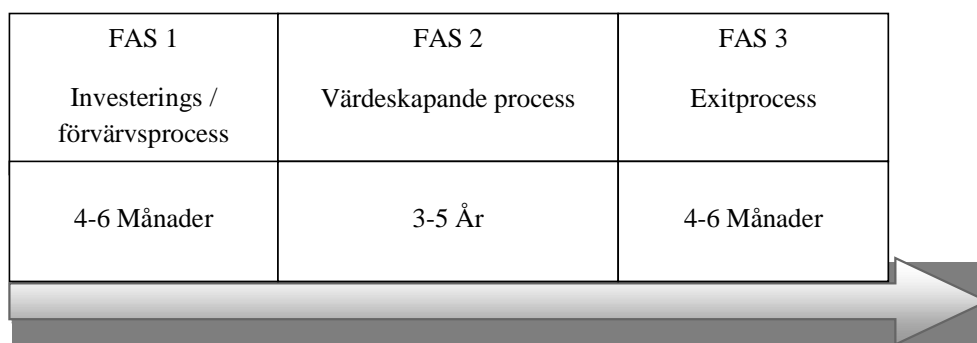 FAS 1
Investerings /
förvärvsprocess
FAS 2
Värdeskapande process
FAS 3
Exitprocess
4-6 Månader
3-5 År
4-6 Månader